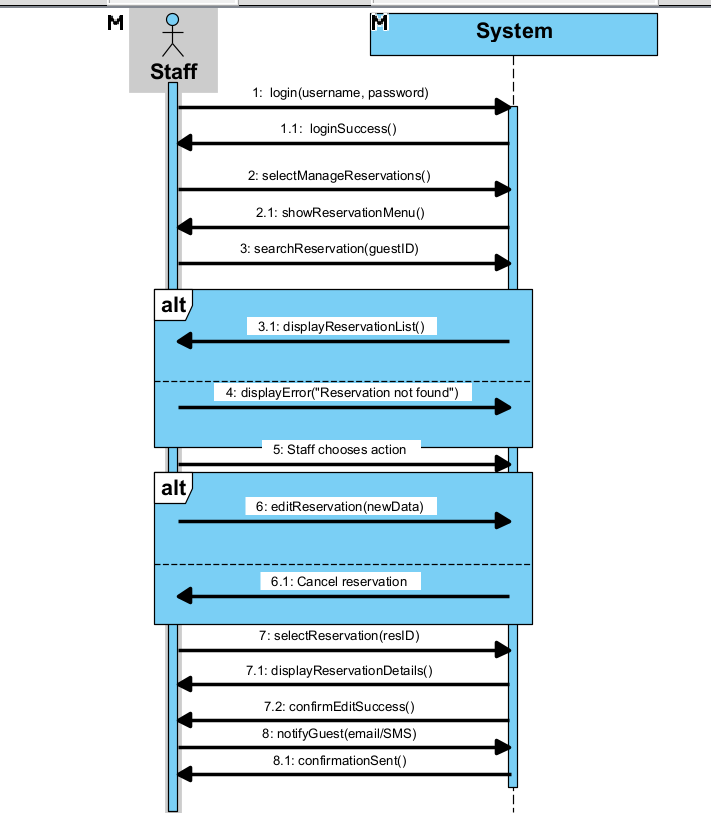 M
M
System
Staff
1: login(username, password)
1.1: loginSuccess()
2: selectManageReservations()
2.1: showReservationMenu()
3: searchReservation(guestID)
alt
3.1: displayReservationList()
4: displayError("Reservation not found")
5: Staff chooses action
alt
6: editReservation(newData)
6.1: Cancel reservation
7: selectReservation(resID)
7.1: displayReservationDetails()
7.2: confirmEditSuccess()
8: notifyGuest(email/SMS)
8.1: confirmationSent()